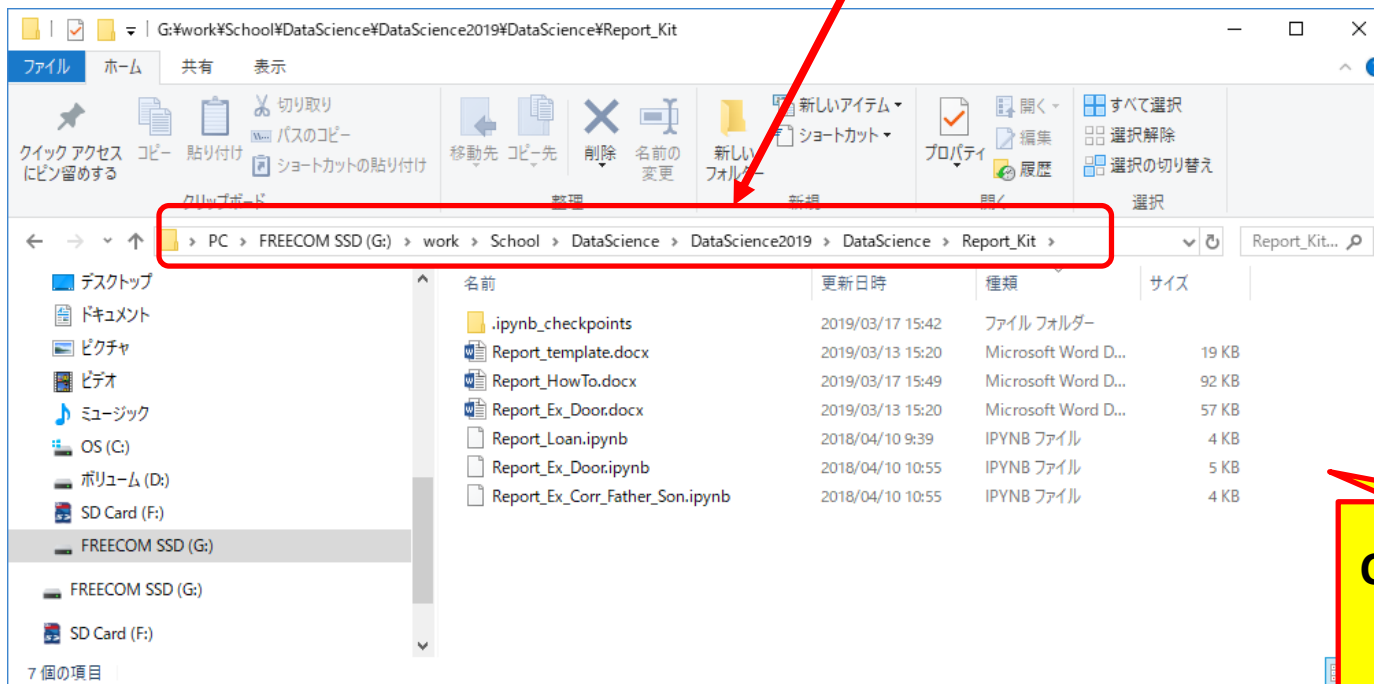 G:¥work¥School¥DataScience¥DataScience2019¥DataScience¥Report_Kit
ファイル ホーム 共有 表示
クイック アクセス
にピン留めする
コピー
貼り付け
切り取り
パスのコピー
ショートカットの貼り付け
移動先 コピー先 削除 名前の
変更
新しい
フォルダー
新しいアイテム
ショートカット
プロパティ
開く
編集
履歴
すべて選択
選択解除
選択の切り替え
クリップボード 整理 新規 開く 選択
PC > FREECOM SSD (G:) > work > School > DataScience > DataScience2019 > DataScience > Report_Kit >
Report_Kit...
名前 更新日時 種類 サイズ
.ipynb_checkpoints 2019/03/17 15:42 ファイル フォルダー
Report_template.docx 2019/03/13 15:20 Microsoft Word D... 19 KB
Report_HowTo.docx 2019/03/17 15:49 Microsoft Word D... 92 KB
Report_Ex_Door.docx 2019/03/13 15:20 Microsoft Word D... 57 KB
Report_Loan.ipynb 2018/04/10 9:39 IPYNB ファイル 4 KB
Report_Ex_Door.ipynb 2018/04/10 10:55 IPYNB ファイル 5 KB
Report_Ex_Corr_Father_Son.ipynb 2018/04/10 10:55 IPYNB ファイル 4 KB
デスクトップ
ドキュメント
ピクチャ
ビデオ
ミュージック
OS (C:)
ボリューム (D:)
SD Card (F:)
FREECOM SSD (G:)
FREECOM SSD (G:)
SD Card (F:)
7 個の項目